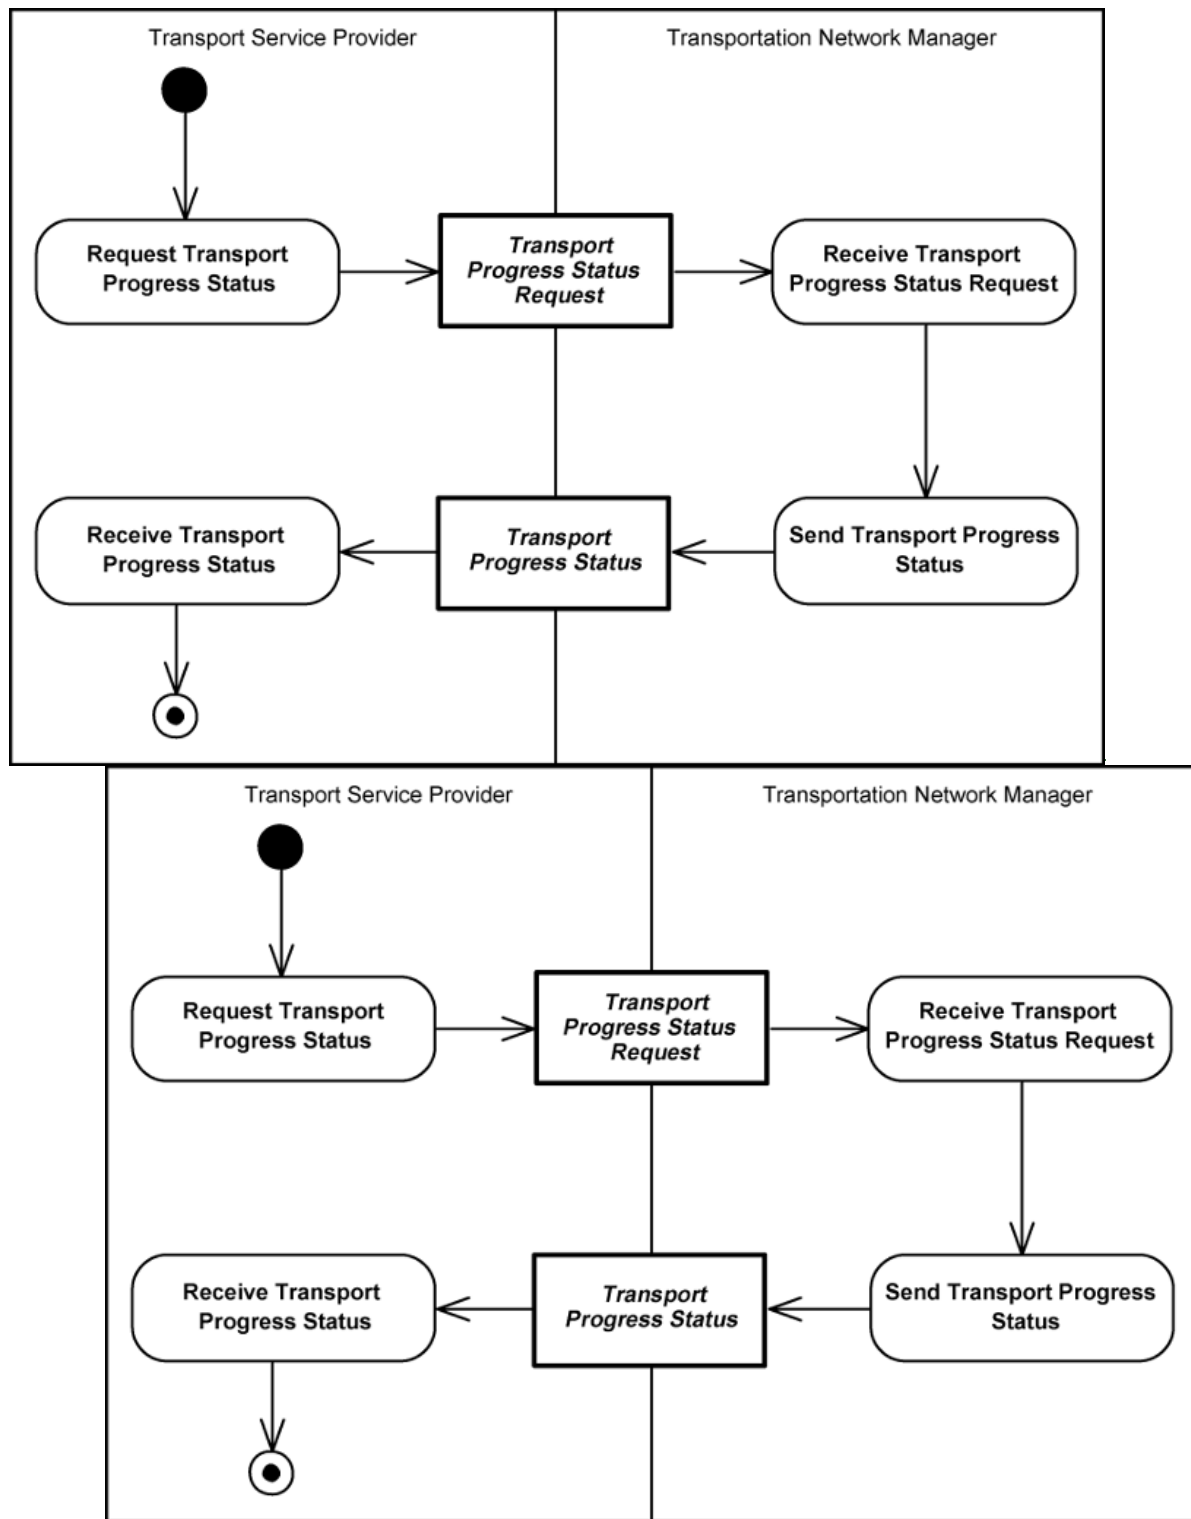 Transport Service Provider
Transportation Network Manager
Request Transport
Progress Status
Transport
Progress Status
Request
Receive Transport
Progress Status Request
Receive Transport
Progress Status
Transport
Progress Status
Send Transport Progress
Status
Transport Service Provider
Transportation Network Manager
Request Transport
Progress Status
Transport
Progress Status
Request
Receive Transport
Progress Status Request
Receive Transport
Progress Status
Transport
Progress Status
Send Transport Progress
Status